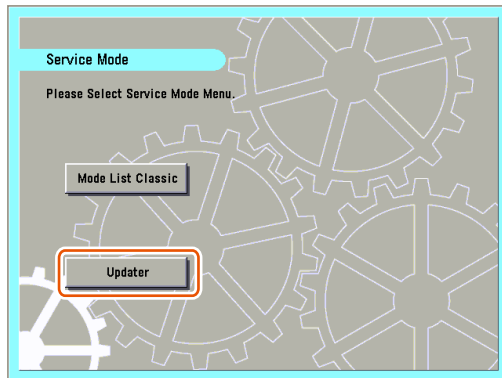 Service Mode
Please Select Service Mode Menu.
Mode List Classic
Updater